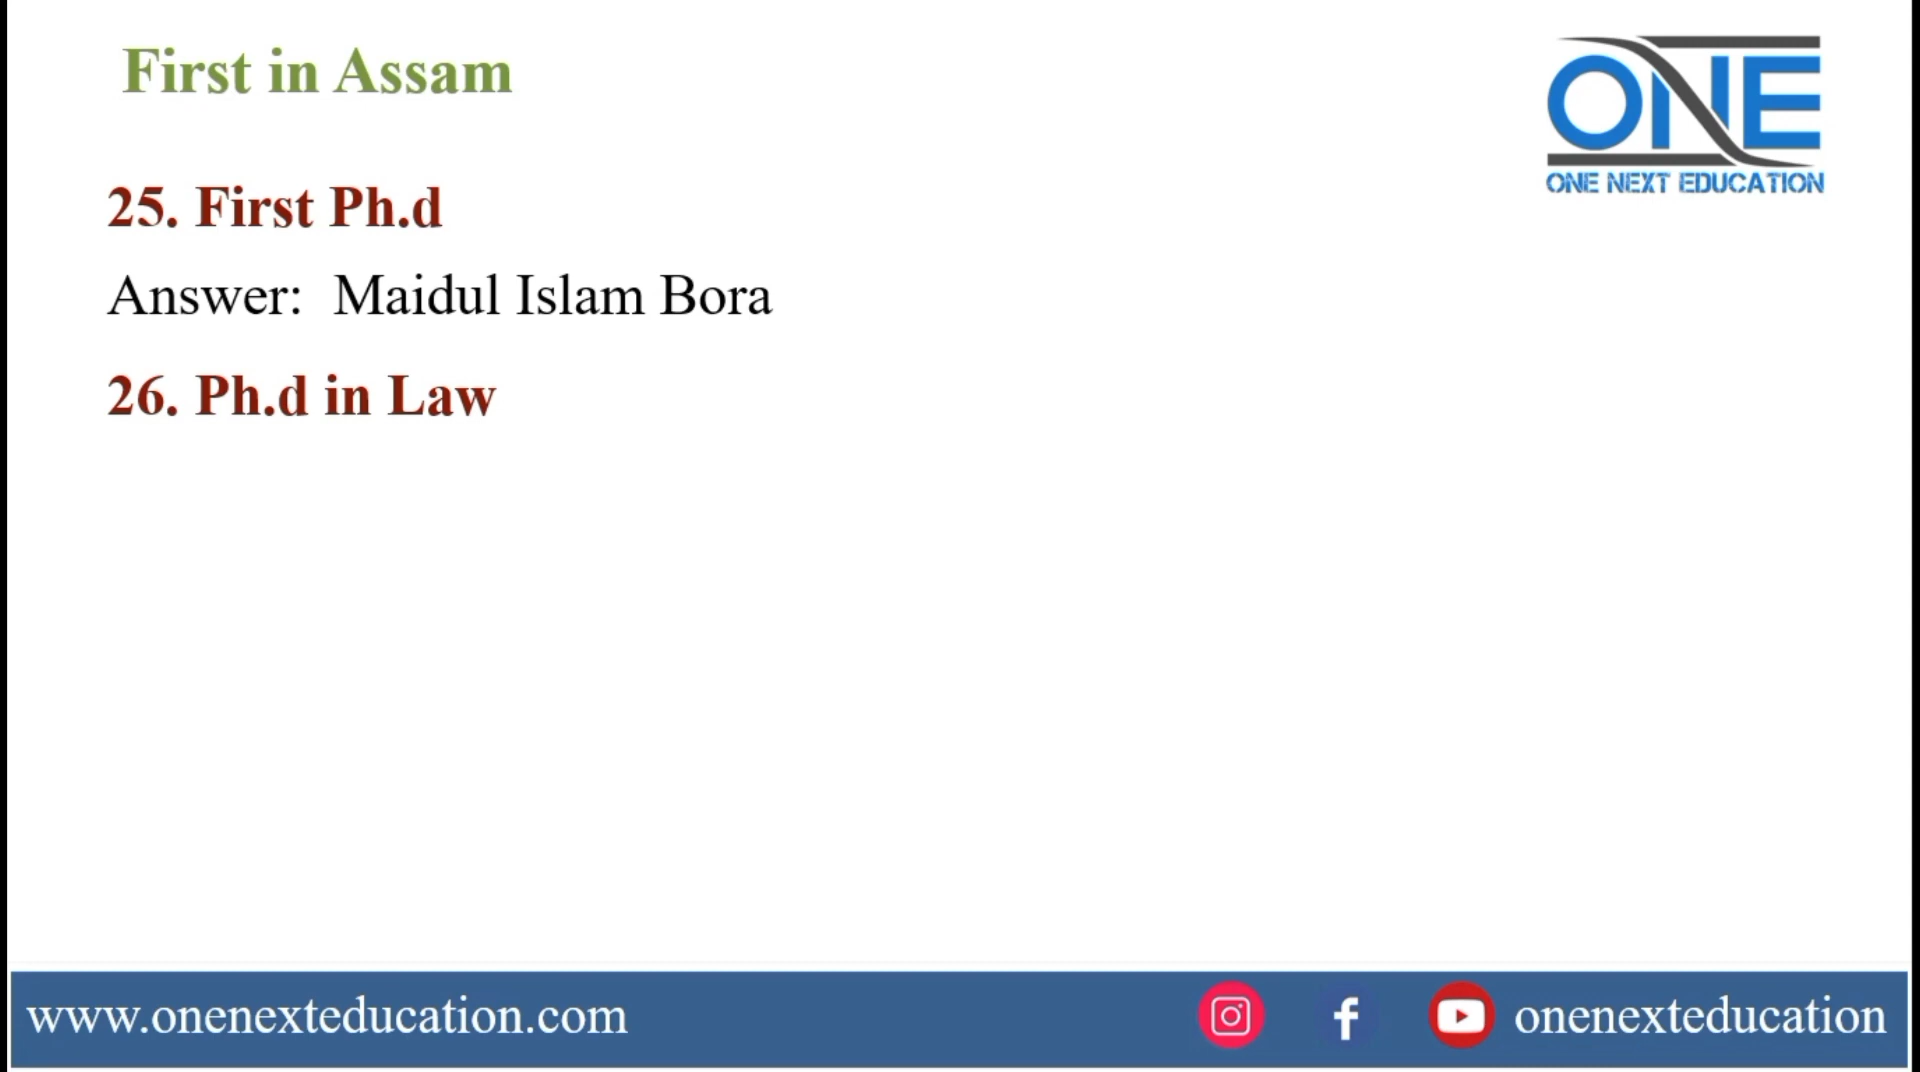 First in Assam
ONE
ONE NEXT EDUCATION
25. First Ph.d
Answer:  Maidul Islam Bora
26. Ph.d in Law
www.onenexteducation.com
onenexteducation